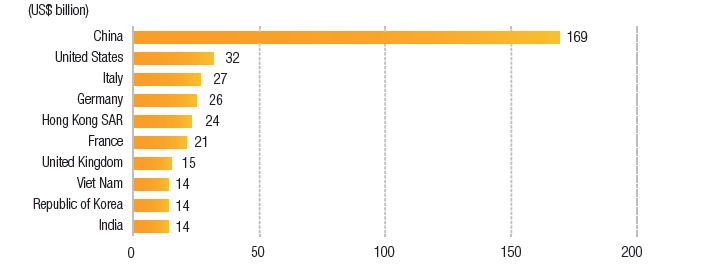 (US$ billion)
China 169
United States 32
Italy 27
Germany 26
Hong Kong SAR 24
France 21
United Kingdom 15
Viet Nam 14
Republic of Korea 14
India 14
0 50 100 150 200